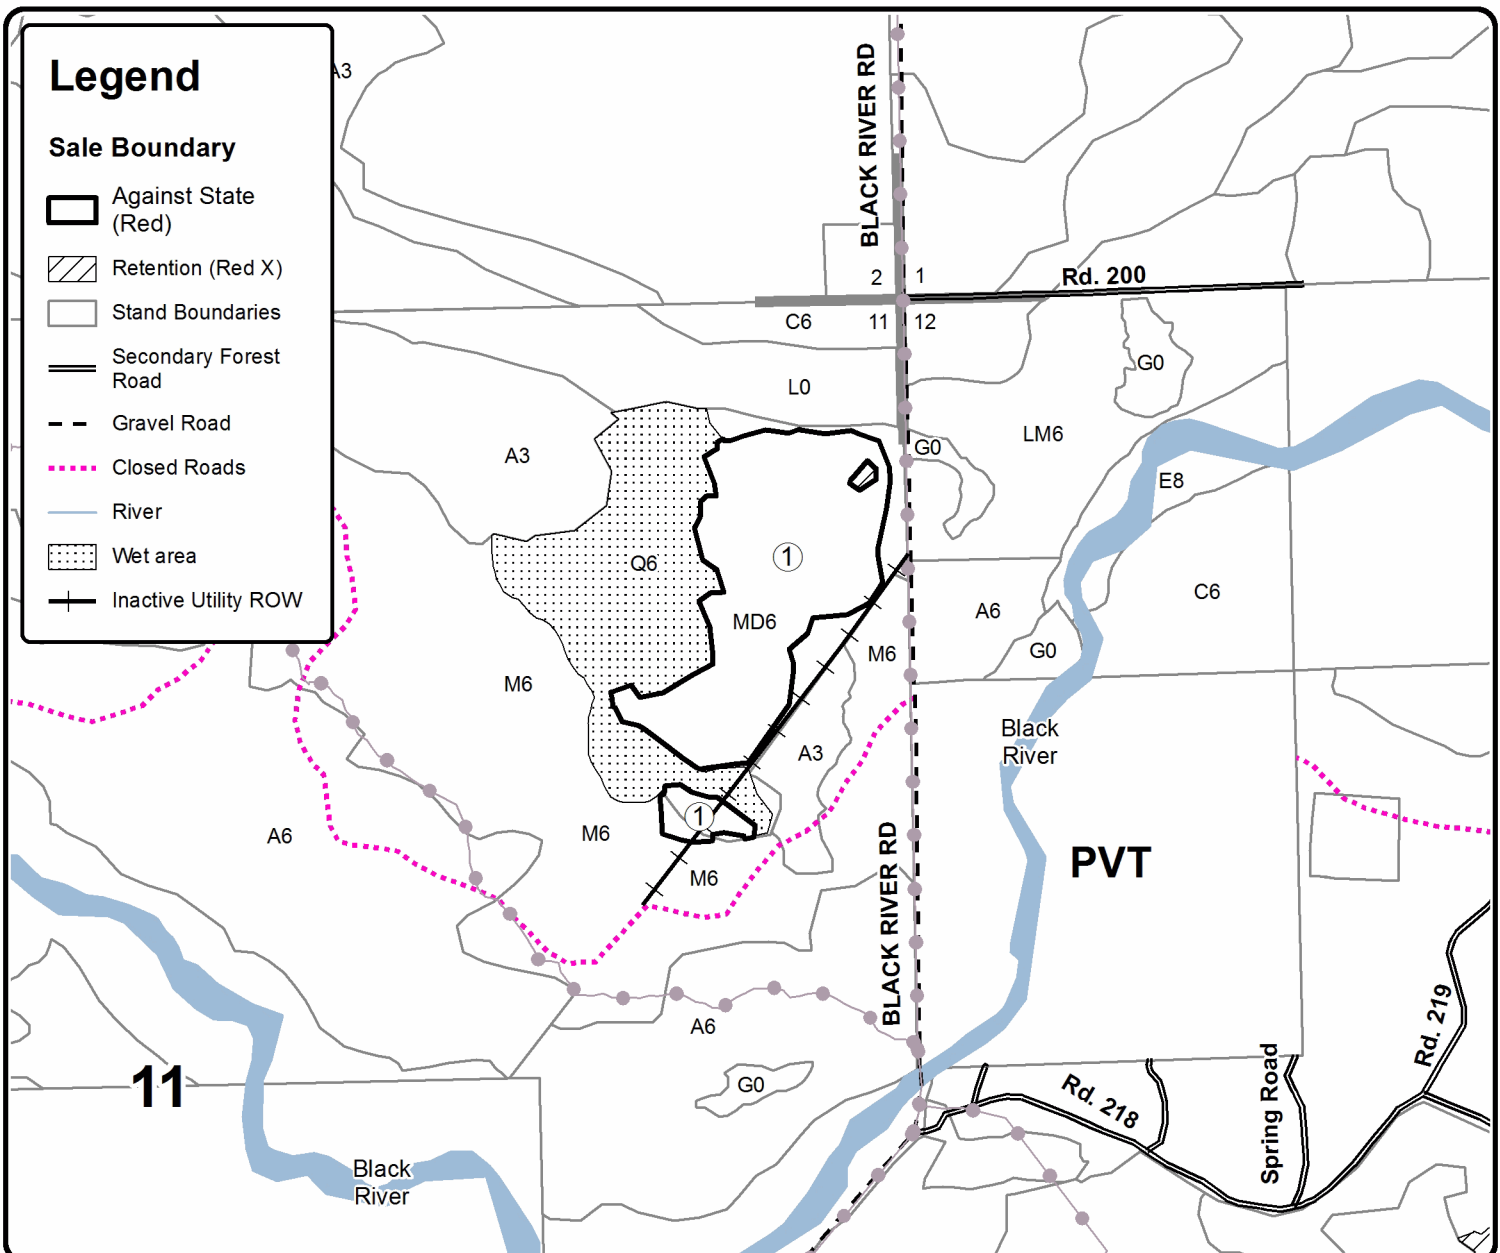 Legend
Sale Boundary
Against State
(Red)
Retention (Red X)
Stand Boundaries
Secondary Forest
Road
Gravel Road
Closed Roads
River
Wet area
Inactive Utility ROW
A3
BLACK RIVER RD
2 1
Rd. 200
C6 11 12
G0
L0
LM6
A3
G0
E8
Q6
1
C6
A6
MD6
M6
G0
M6
Black
River
A3
1
A6
M6
BLACK RIVER RD
PVT
M6
A6
Rd. 219
11
G0
Rd. 218
Spring Road
Black
River